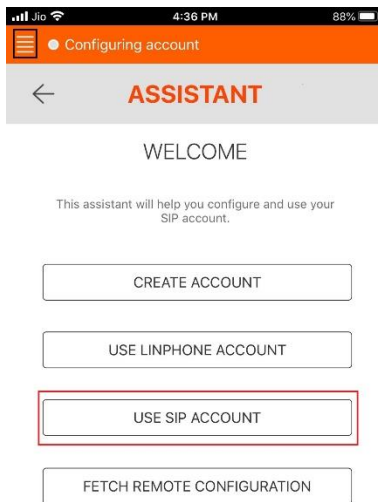 Jio 4:36 PM 88%
Configuring account
ASSISTANT
WELCOME
This assistant will help you configure and use your
SIP account.
CREATE ACCOUNT
USE LINPHONE ACCOUNT
USE SIP ACCOUNT
FETCH REMOTE CONFIGURATION